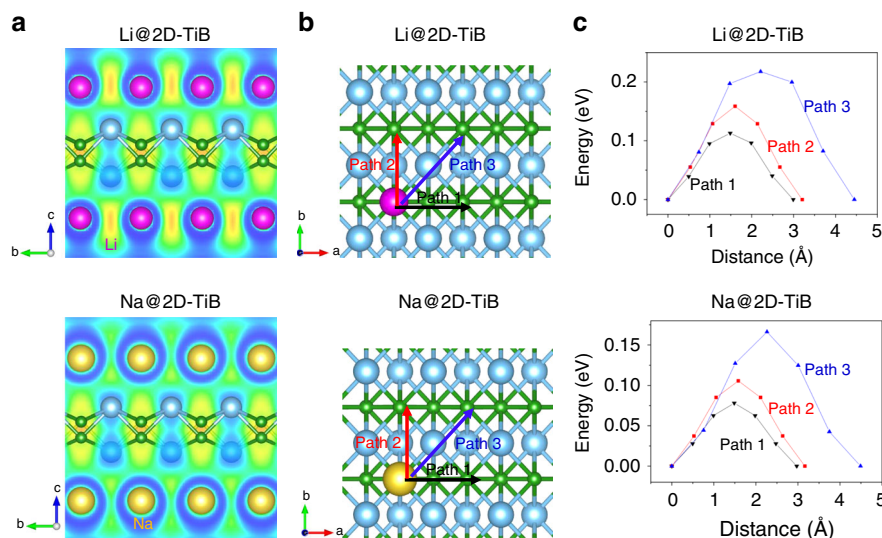 a
Li@2D-TiB
Li
c
b
b
Li@2D-TiB
Path 2
Path 3
Path 1
b
a
c
Li@2D-TiB
Energy (eV)
0.2
0.1
0.0
Path 3
Path 2
Path 1
0 1 2 3 4 5
Distance (Å)
Na@2D-TiB
Na
c
b
Na@2D-TiB
Path 2
Path 3
Path 1
b
a
Na@2D-TiB
Energy (eV)
0.15
0.10
0.05
0.00
Path 3
Path 2
Path 1
0 1 2 3 4 5
Distance (Å)